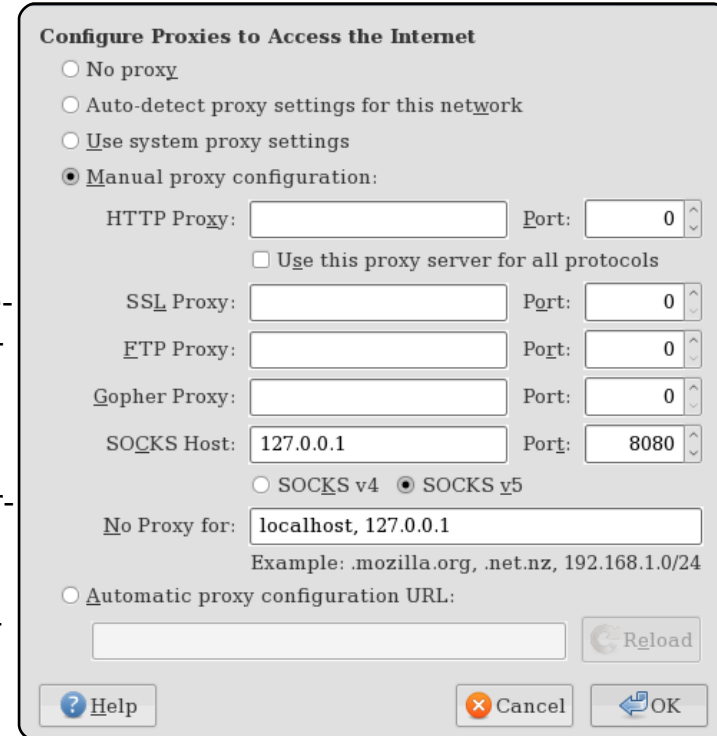 Configure Proxies to Access the Internet
No proxy
Auto-detect proxy settings for this network
Use system proxy settings
Manual proxy configuration:
HTTP Proxy: Port: 0
Use this proxy server for all protocols
SSL Proxy: Port: 0
FTP Proxy: Port: 0
Gopher Proxy: Port: 0
SOCKS Host: 127.0.0.1 Port: 8080
SOCKS v4 SOCKS v5
No Proxy for: localhost, 127.0.0.1
Example: .mozilla.org, .net.nz, 192.168.1.0/24
Automatic proxy configuration URL:
Reload
Help Cancel OK